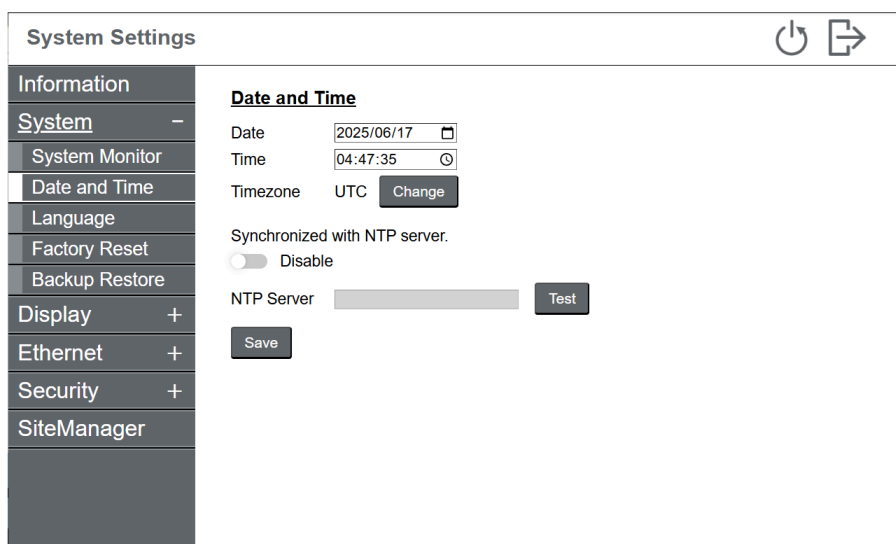 System Settings
Information
System −
System Monitor
Date and Time
Language
Factory Reset
Backup Restore
Display +
Ethernet +
Security +
SiteManager
Date and Time
Date 2025/06/17
Time 04:47:35
Timezone UTC Change
Synchronized with NTP server.
Disable
NTP Server Test
Save